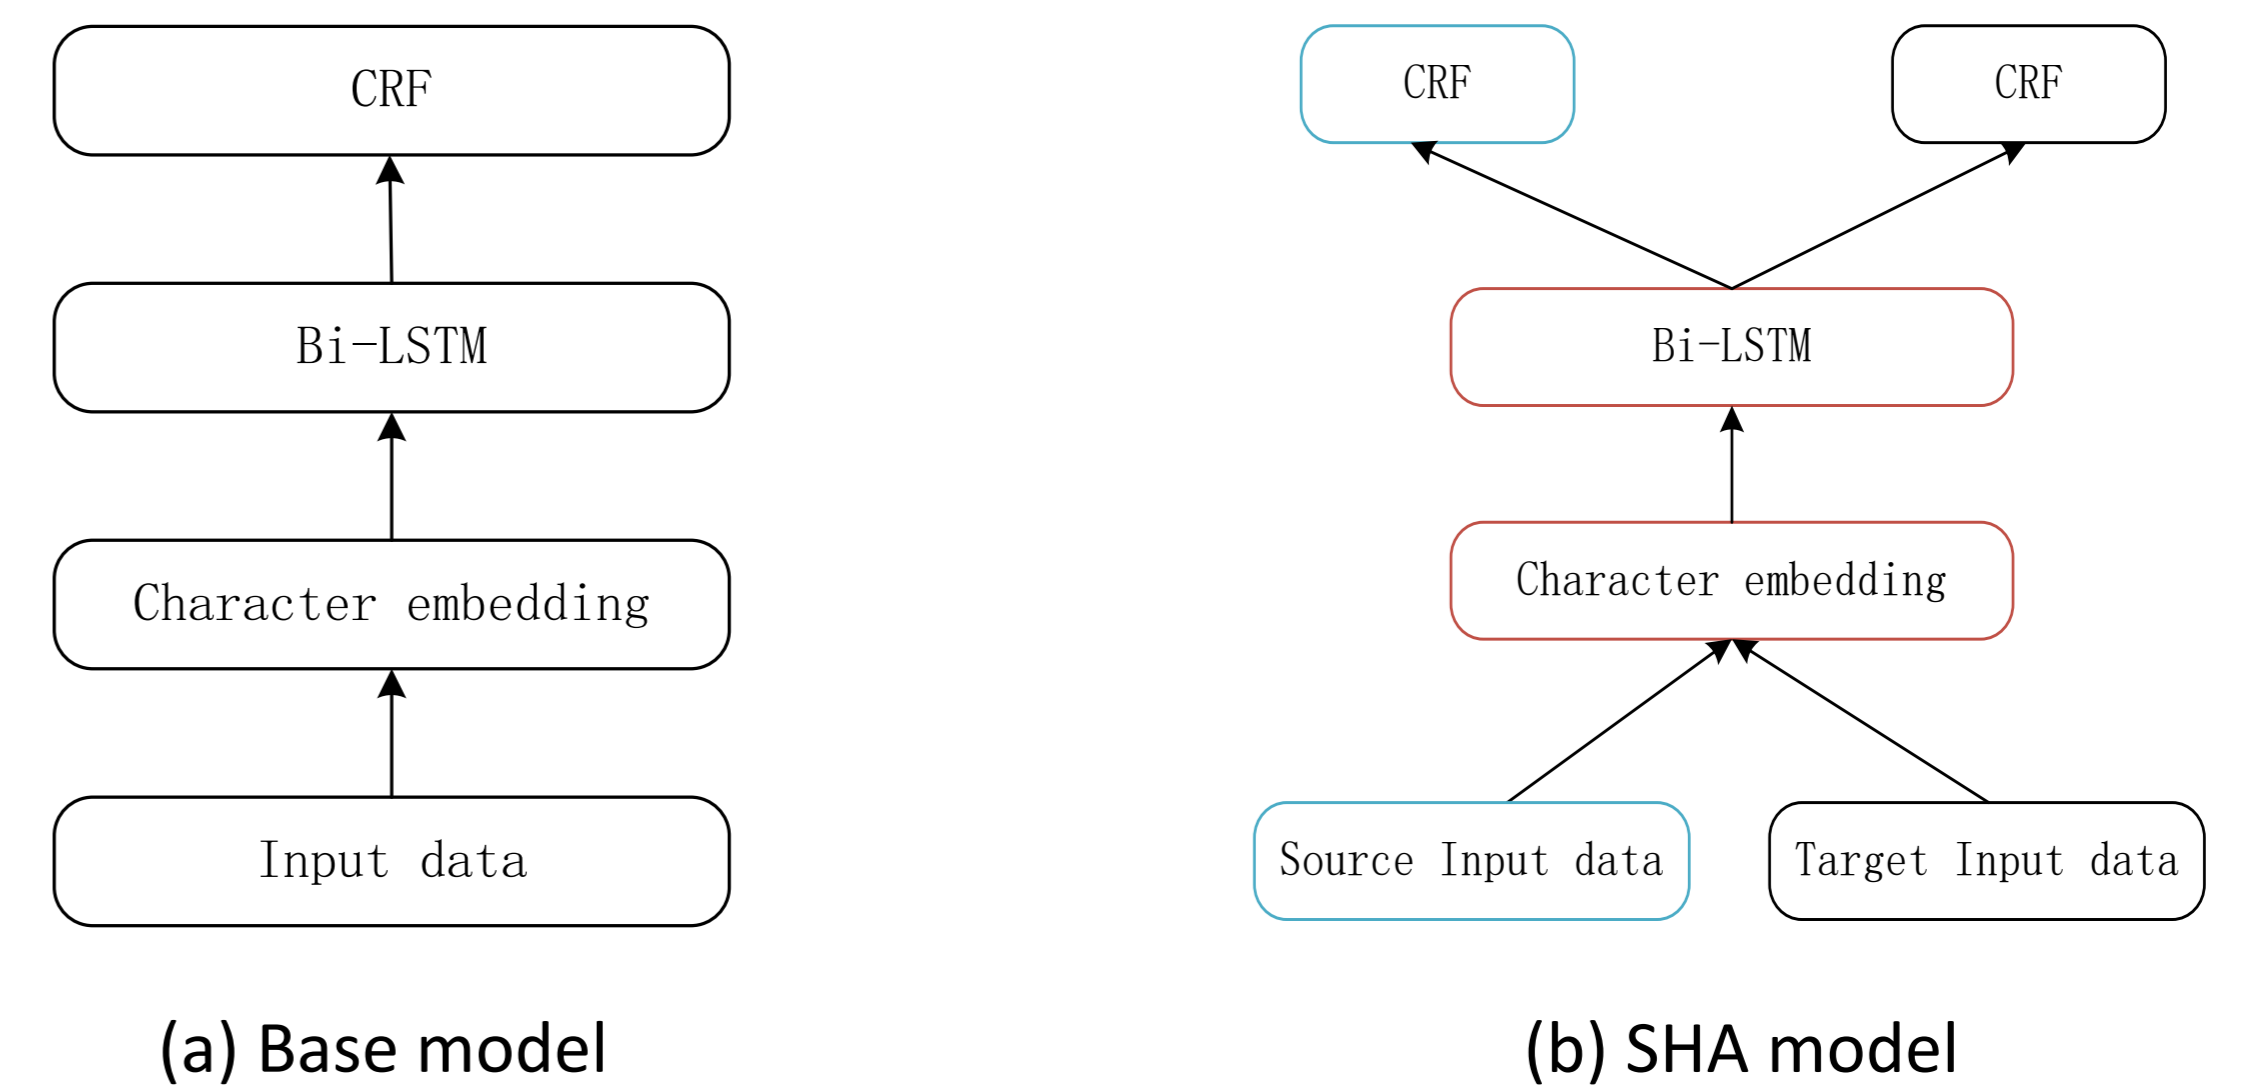 CRF
Bi-LSTM
Character embedding
Input data
(a) Base model
CRF
CRF
Bi-LSTM
Character embedding
Source Input data
Target Input data
(b) SHA model